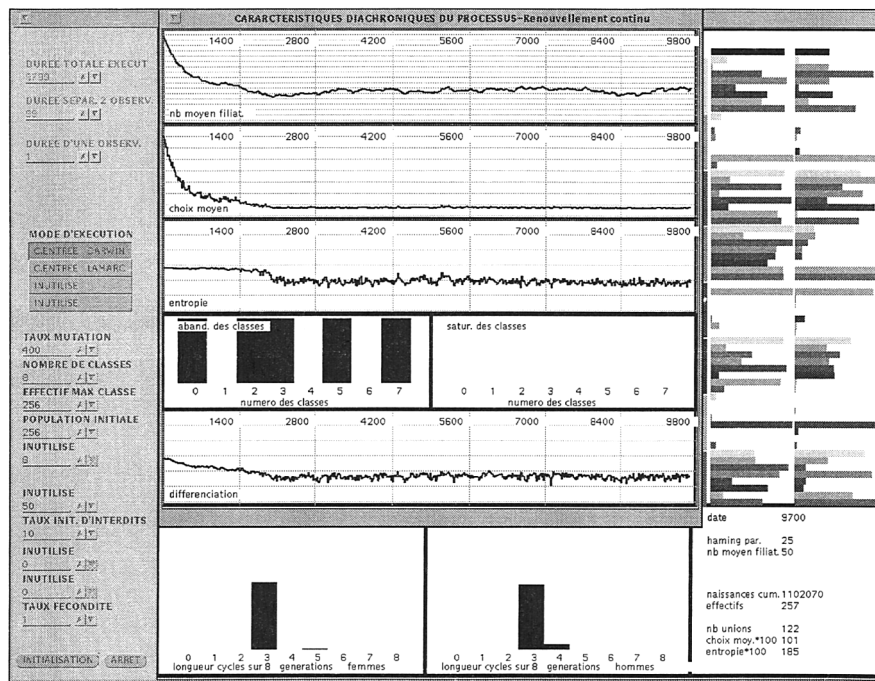 CARARCTERISTIQUES DIACHRONIQUES DU PROCESSUS-Renouvellement continu
DUREE TOTALE EXECUT
9799
DUREE SEPAR. 2 OBSERV.
99
DUREE D'UNE OBSERV.
1
MODE D'EXECUTION
CENTREE DARWIN
CENTREE LAMARC
INUTILISE
INUTILISE
TAUX MUTATION
400
NOMBRE DE CLASSES
8
EFFECTIF MAX CLASSE
256
POPULATION INITIALE
256
INUTILISE
8
INUTILISE
50
TAUX INIT. D'INTERDITS
10
INUTILISE
0
INUTILISE
0
TAUX FECONDITE
1
INITIALISATION ARRET
1400 2800 4200 5600 7000 8400 9800
nb moyen filiat.
1400 2800 4200 5600 7000 8400 9800
choix moyen
1400 2800 4200 5600 7000 8400 9800
entropie
aband. des classes
0 1 2 3 4 5 6 7
numero des classes
satur. des classes
0 1 2 3 4 5 6 7
numero des classes
1400 2800 4200 5600 7000 8400 9800
differenciation
0 1 2 3 4 5 6 7 8
longueur cycles sur 8 generations femmes
0 1 2 3 4 5 6 7 8
longueur cycles sur 8 generations hommes
date 9700
haming par. 25
nb moyen filiat. 50
naissances cum. 1102070
effectifs 257
nb unions 122
choix moy.*100 101
entropie*100 185